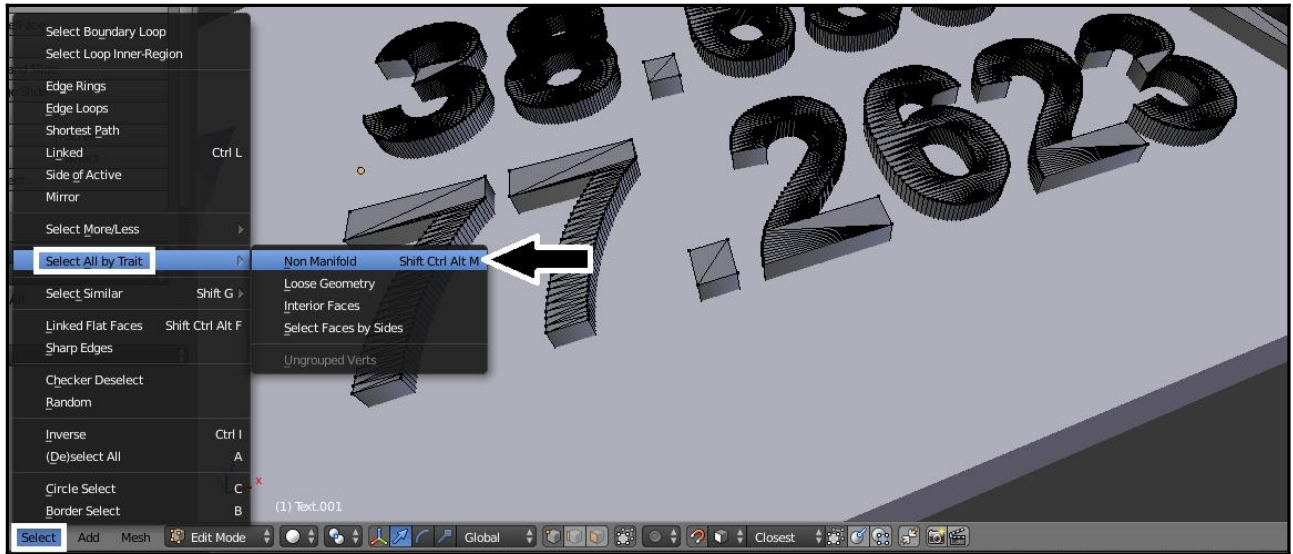 Select Boundary Loop
Select Loop Inner-Region
Edge Rings
Edge Loops
Shortest Path
Linked Ctrl L
Side of Active
Mirror
Select More/Less
Select All by Trait
Non Manifold Shift Ctrl Alt M
Loose Geometry
Interior Faces
Select Faces by Sides
Ungrouped Verts
Select Similar Shift G
Linked Flat Faces Shift Ctrl Alt F
Sharp Edges
Checker Deselect
Random
Inverse Ctrl I
(De)select All A
Circle Select C
Border Select B
38.
77.2623
x
(1) Text.001
Select Add Mesh Edit Mode Global Closest